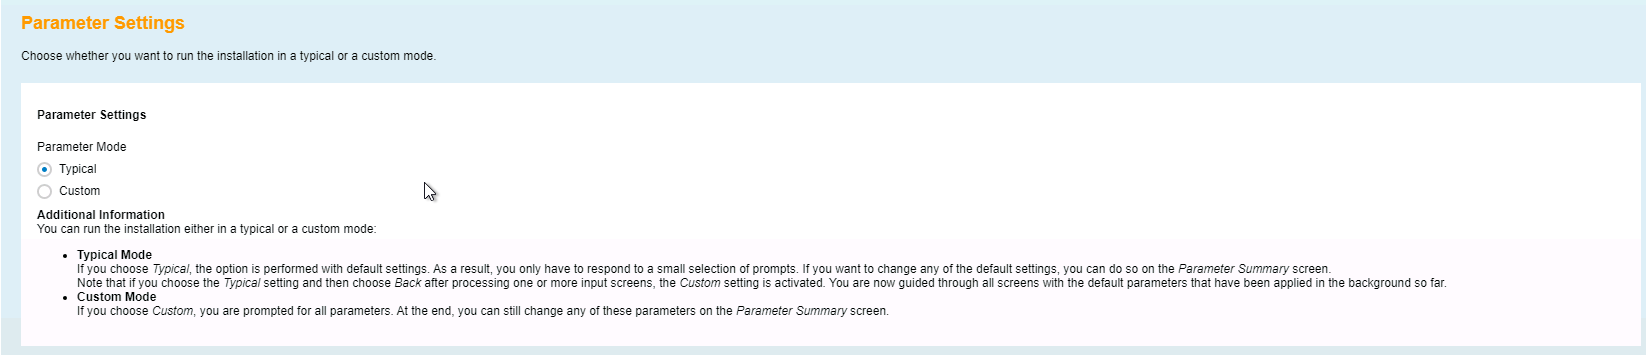 Parameter Settings
Choose whether you want to run the installation in a typical or a custom mode.
Parameter Settings
Parameter Mode
Typical
Custom
Additional Information
You can run the installation either in a typical or a custom mode:
• Typical Mode
If you choose Typical, the option is performed with default settings. As a result, you only have to respond to a small selection of prompts. If you want to change any of the default settings, you can do so on the Parameter Summary screen.
Note that if you choose the Typical setting and then choose Back after processing one or more input screens, the Custom setting is activated. You are now guided through all screens with the default parameters that have been applied in the background so far.
• Custom Mode
If you choose Custom, you are prompted for all parameters. At the end, you can still change any of these parameters on the Parameter Summary screen.